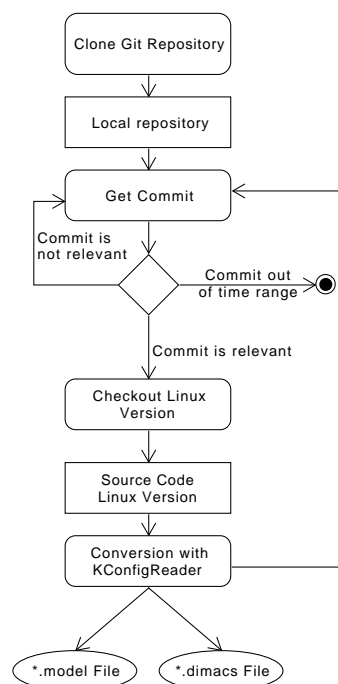 Clone Git Repository
Local repository
Get Commit
Commit is
not relevant
Commit out
of time range
Commit is relevant
Checkout Linux
Version
Source Code
Linux Version
Conversion with
KConfigReader
*.model File
*.dimacs File